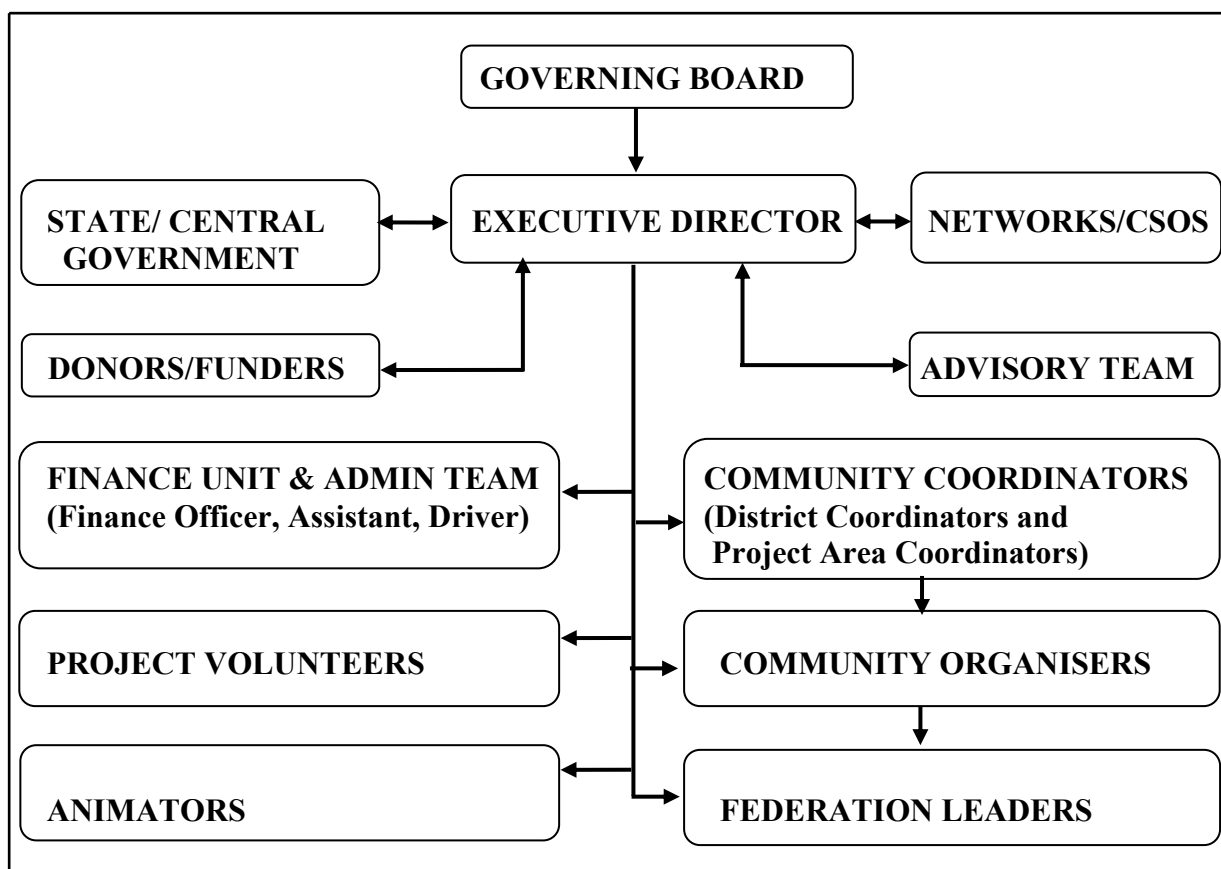 GOVERNING BOARD
STATE/ CENTRAL
GOVERNMENT
EXECUTIVE DIRECTOR
NETWORKS/CSOS
DONORS/FUNDERS
ADVISORY TEAM
FINANCE UNIT & ADMIN TEAM
(Finance Officer, Assistant, Driver)
COMMUNITY COORDINATORS
(District Coordinators and
Project Area Coordinators)
PROJECT VOLUNTEERS
COMMUNITY ORGANISERS
ANIMATORS
FEDERATION LEADERS